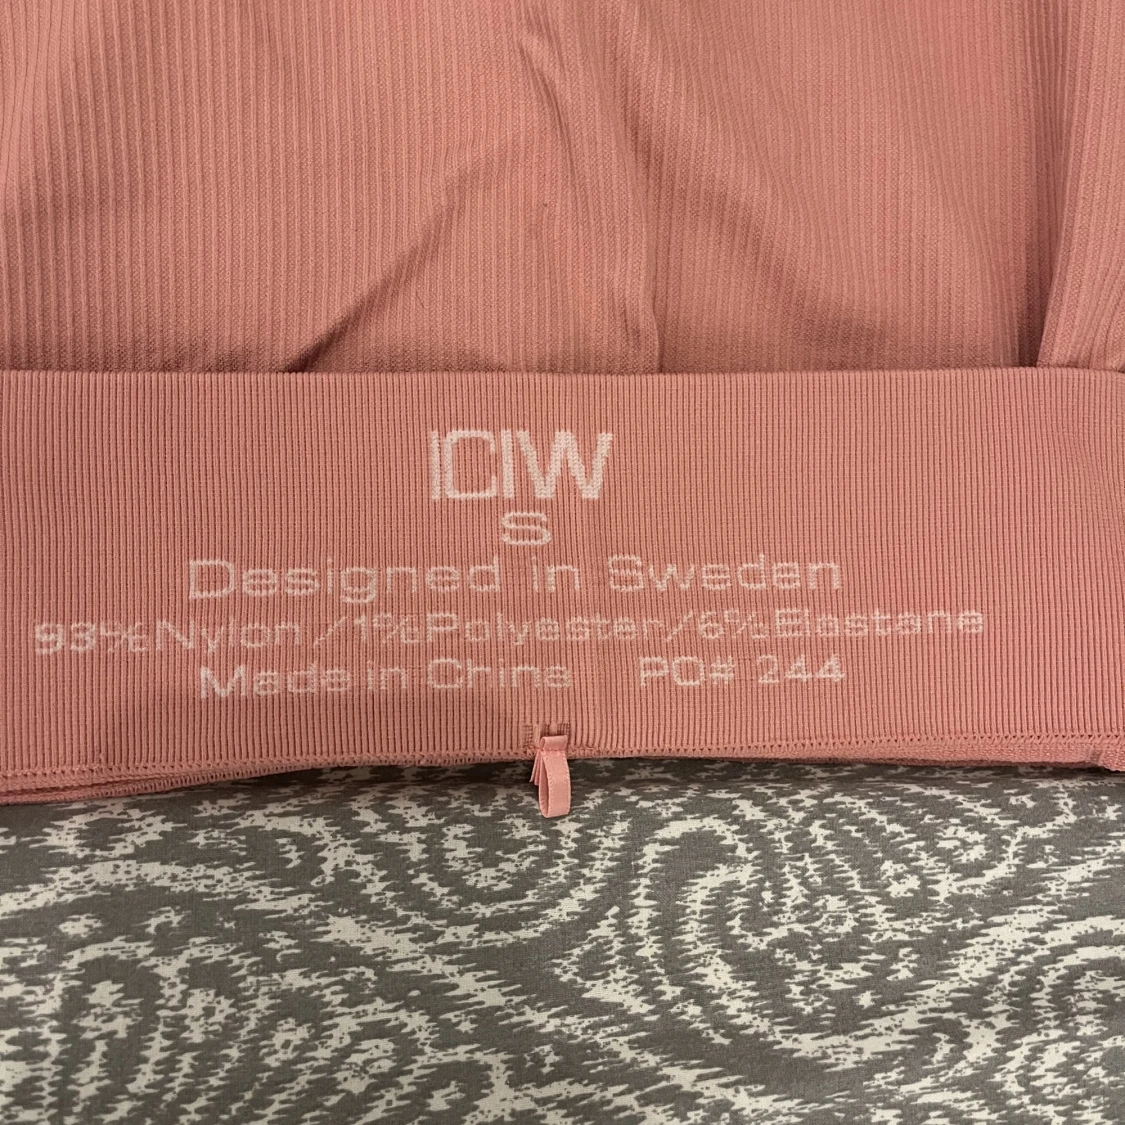 ICIW
S
Designed in Sweden
93% Nylon / 1% Polyester / 6% Elastane
Made in China PO# 244